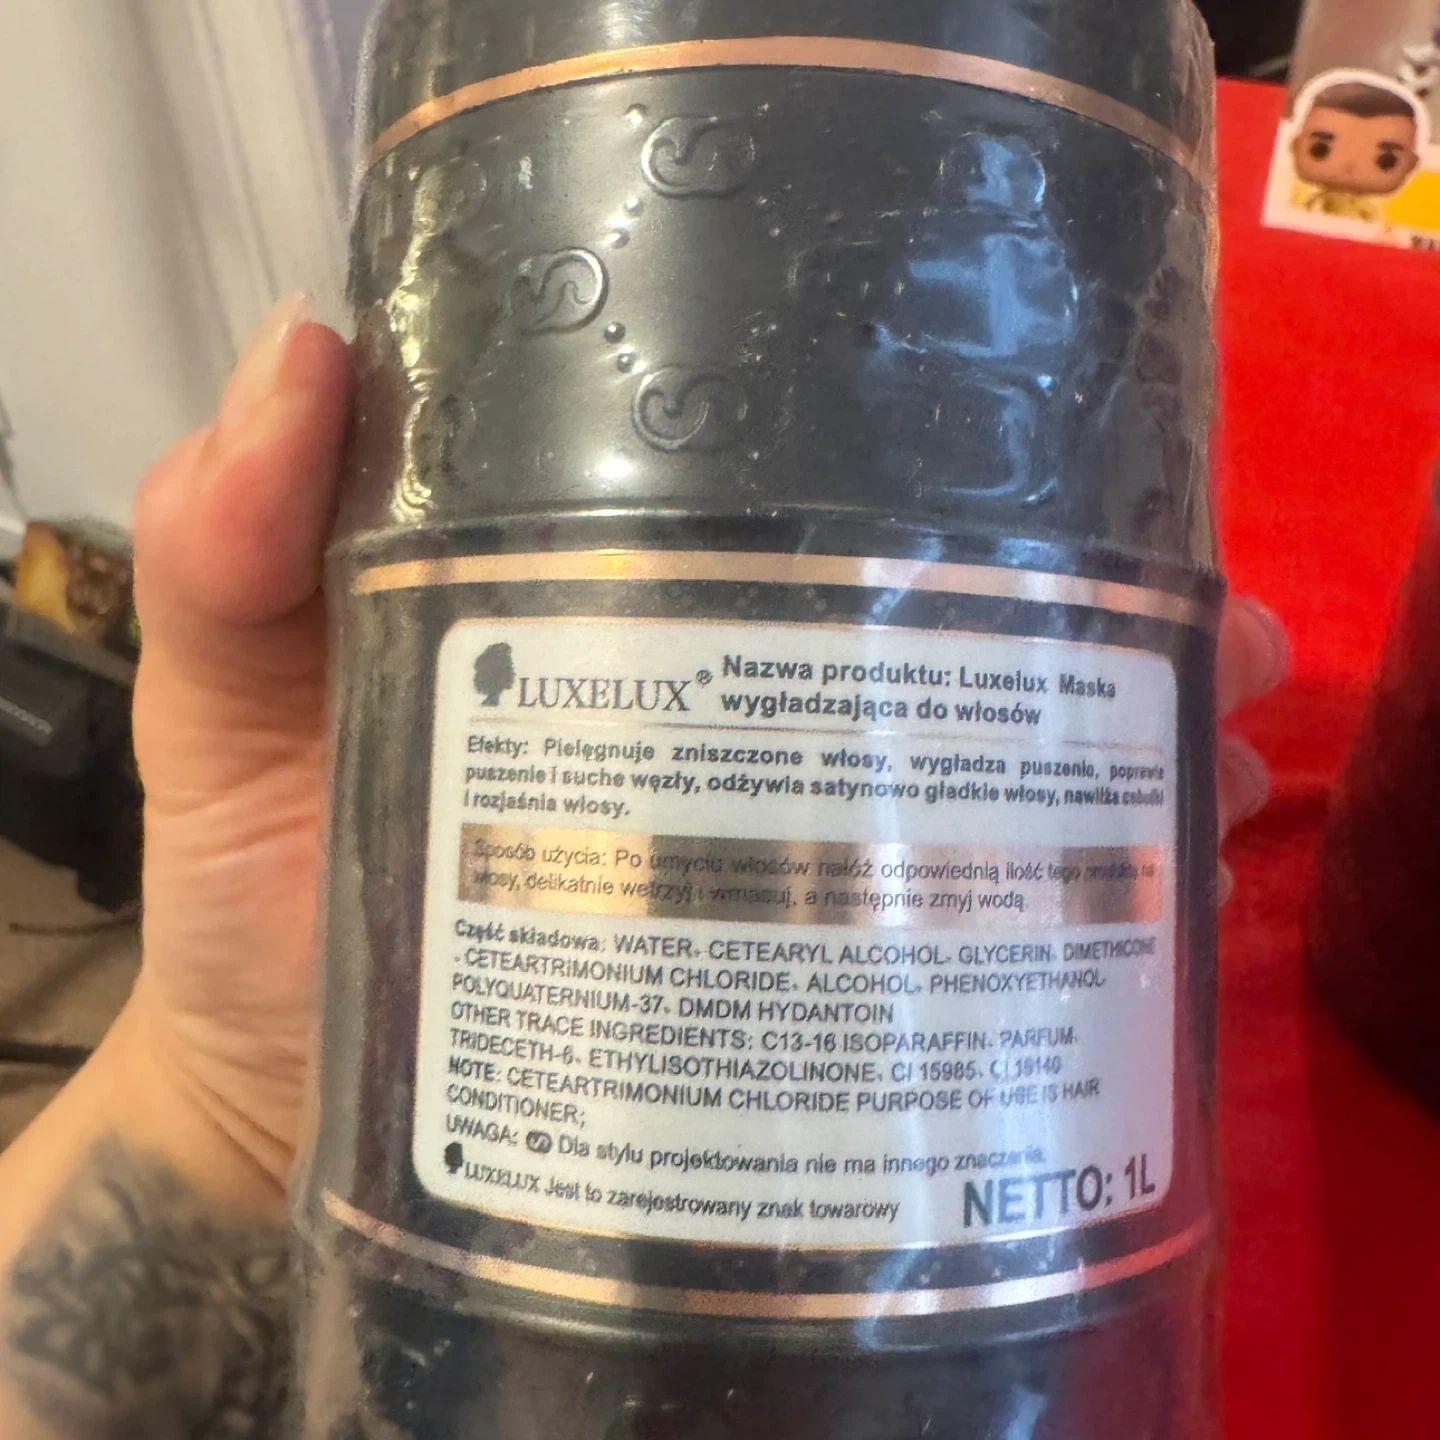 LUXELUX® Nazwa produktu: Luxelux Maska
wygładzająca do włosów
Efekty: Pielęgnuje zniszczone włosy, wygładza puszenie, poprawia
puszenie i suche węzły, odżywia satynowo gładkie włosy, nawilża cebulki
i rozjaśnia włosy.
Sposób użycia: Po umyciu włosów nałóż odpowiednią ilość tego produktu na
włosy, delikatnie wetrzyj i wmasuj, a następnie zmyj wodą
Część składowa: WATER、CETEARYL ALCOHOL、GLYCERIN、DIMETHICONE
、CETEARTRIMONIUM CHLORIDE、ALCOHOL、PHENOXYETHANOL
POLYQUATERNIUM-37、DMDM HYDANTOIN
OTHER TRACE INGREDIENTS: C13-16 ISOPARAFFIN、PARFUM、
TRIDECETH-6、ETHYLISOTHIAZOLINONE、CI 15985、CI 19140
NOTE: CETEARTRIMONIUM CHLORIDE PURPOSE OF USE IS HAIR
CONDITIONER;
UWAGA: Dla stylu projektowania nie ma innego znaczenia.
LUXELUX Jest to zarejestrowany znak towarowy
NETTO: 1L